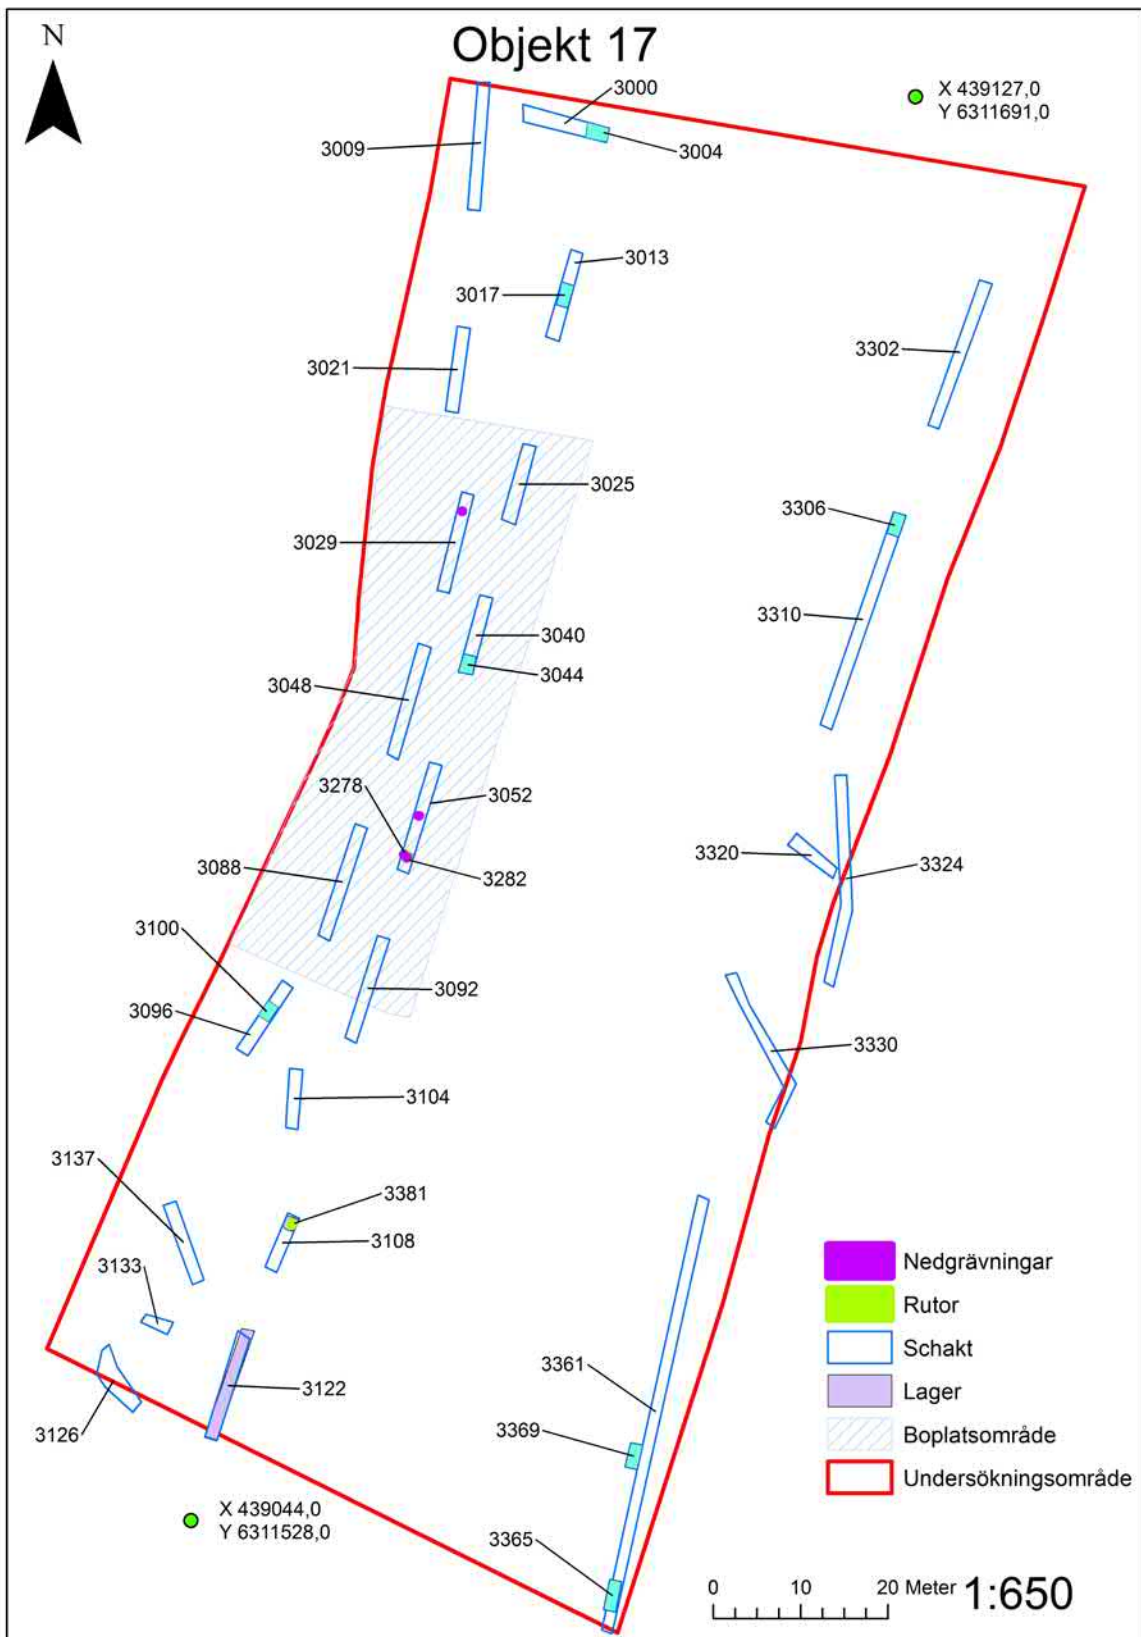 Objekt 17
N
X 439127,0
Y 6311691,0
3000
3009
3004
3013
3017
3302
3021
3025
3306
3029
3310
3040
3044
3048
3278
3052
3320
3324
3088
3282
3100
3092
3096
3330
3104
3137
3381
3108
3133
Nedgrävningar
Rutor
Schakt
3361
3122
Lager
3369
3126
Boplatsområde
Undersökningsområde
X 439044,0
Y 6311528,0
3365
0 10 20 Meter 1:650